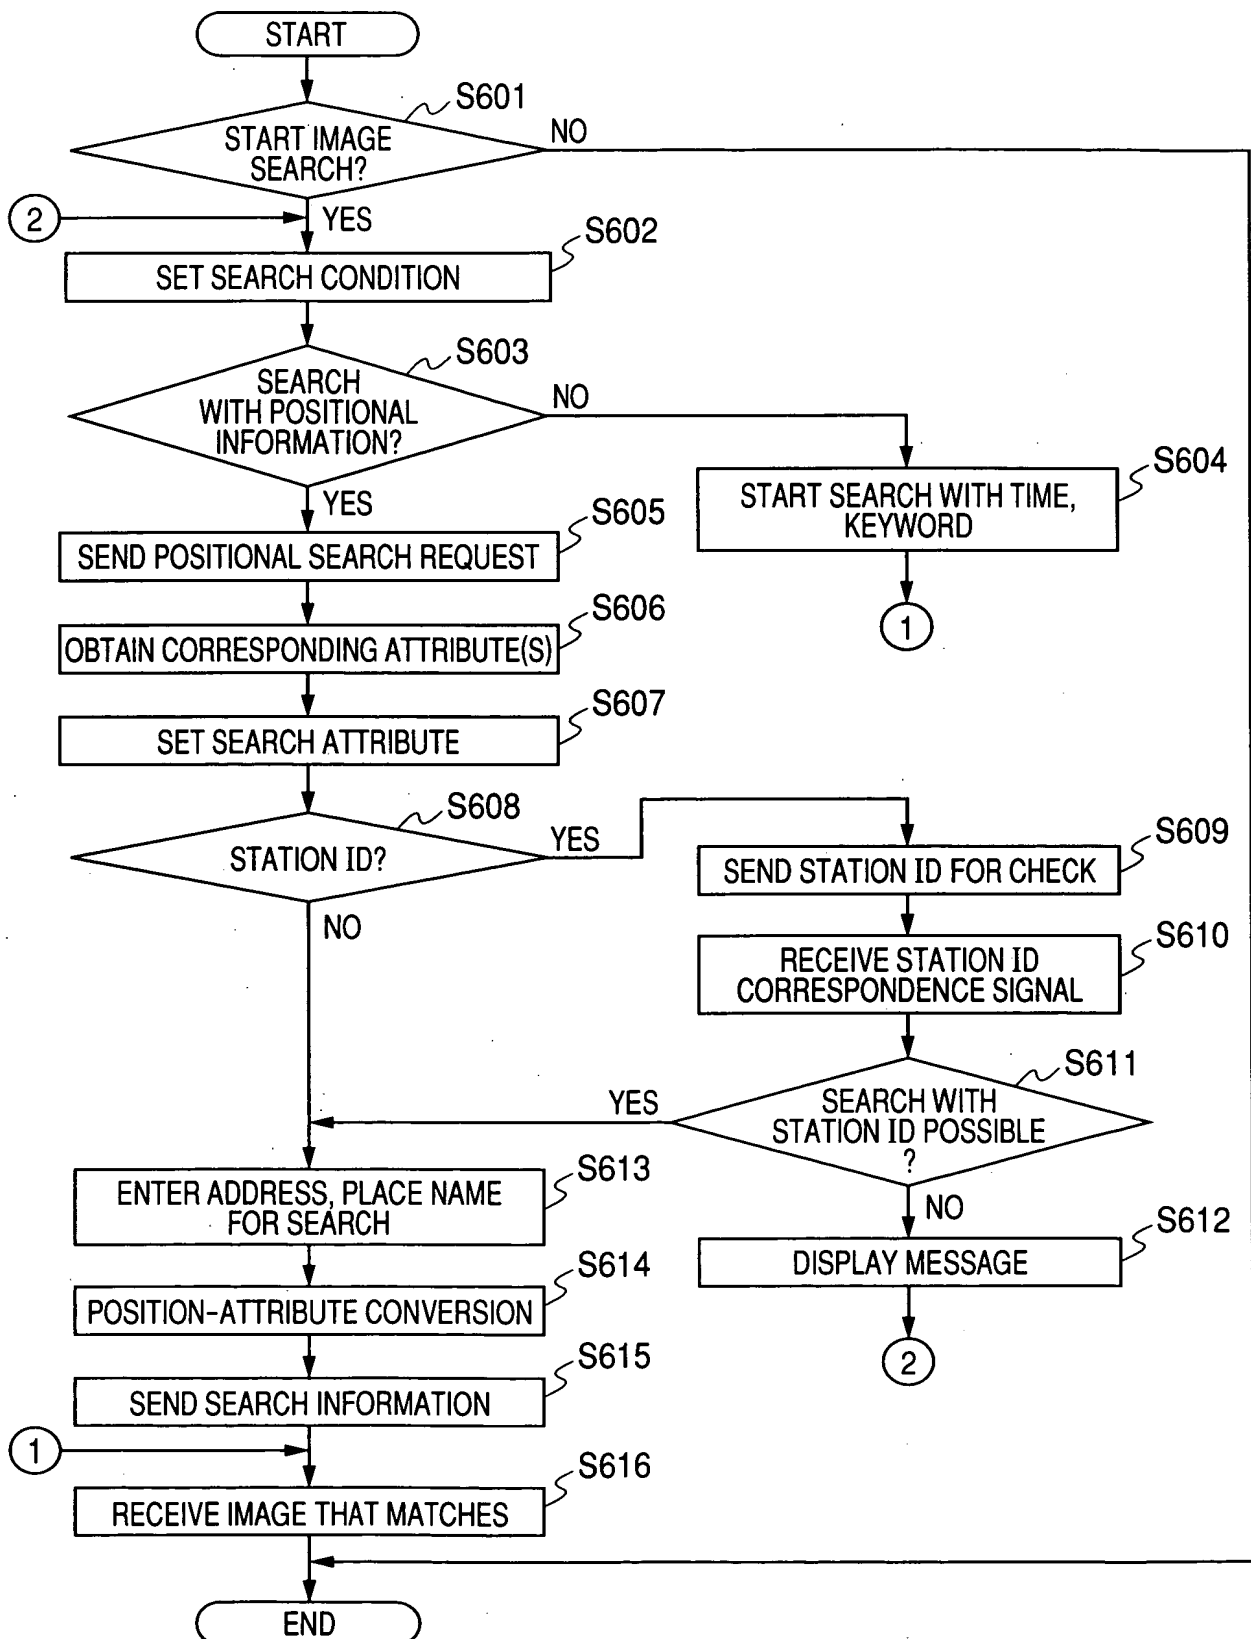 START
S601
START IMAGE
SEARCH?
NO
2
YES
S602
SET SEARCH CONDITION
S603
SEARCH
WITH POSITIONAL
INFORMATION?
NO
S604
START SEARCH WITH TIME,
KEYWORD
1
YES
S605
SEND POSITIONAL SEARCH REQUEST
S606
OBTAIN CORRESPONDING ATTRIBUTE(S)
S607
SET SEARCH ATTRIBUTE
S608
STATION ID?
YES
S609
SEND STATION ID FOR CHECK
NO
S610
RECEIVE STATION ID
CORRESPONDENCE SIGNAL
S611
SEARCH WITH
STATION ID POSSIBLE
?
YES
NO
S612
DISPLAY MESSAGE
2
S613
ENTER ADDRESS, PLACE NAME
FOR SEARCH
S614
POSITION-ATTRIBUTE CONVERSION
S615
SEND SEARCH INFORMATION
1
S616
RECEIVE IMAGE THAT MATCHES
END